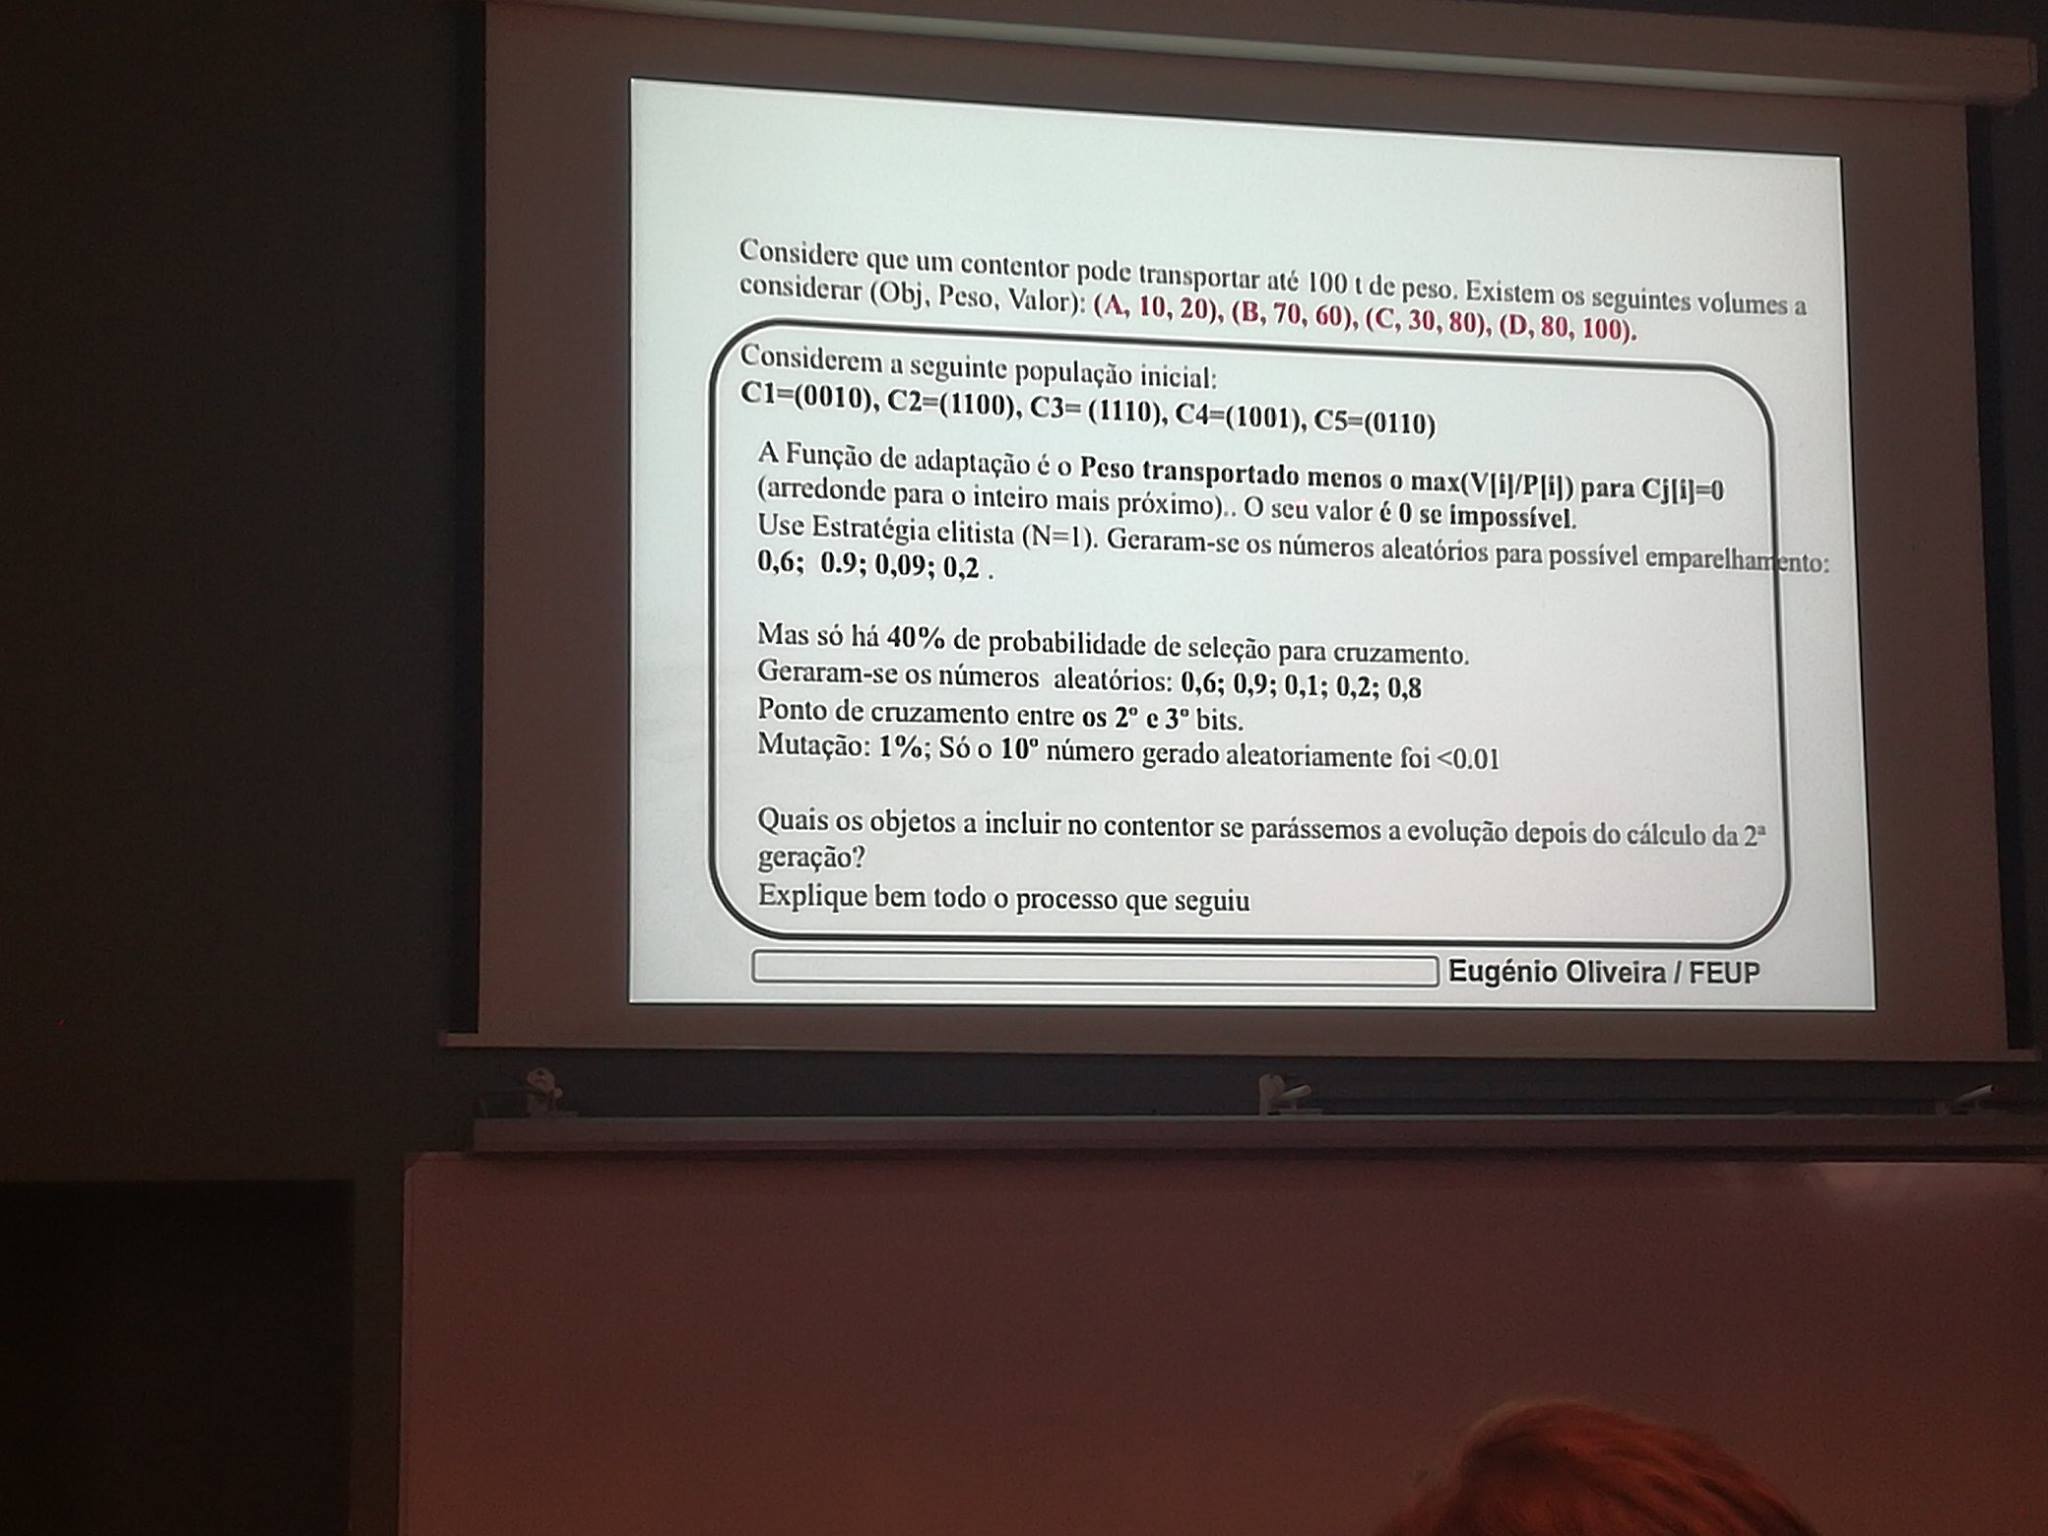 Considere que um contentor pode transportar até 100 t de peso. Existem os seguintes volumes a
considerar (Obj, Peso, Valor): (A, 10, 20), (B, 70, 60), (C, 30, 80), (D, 80, 100).
Considerem a seguinte população inicial:
C1=(0010), C2=(1100), C3= (1110), C4=(1001), C5=(0110)
A Função de adaptação é o Peso transportado menos o max(V[i]/P[i]) para Cj[i]=0
(arredonde para o inteiro mais próximo).. O seu valor é 0 se impossível.
Use Estratégia elitista (N=1). Geraram-se os números aleatórios para possível emparelhamento:
0,6; 0.9; 0,09; 0,2 .
Mas só há 40% de probabilidade de seleção para cruzamento.
Geraram-se os números aleatórios: 0,6; 0,9; 0,1; 0,2; 0,8
Ponto de cruzamento entre os 2º e 3º bits.
Mutação: 1%; Só o 10º número gerado aleatoriamente foi <0.01
Quais os objetos a incluir no contentor se parássemos a evolução depois do cálculo da 2ª
geração?
Explique bem todo o processo que seguiu
Eugénio Oliveira / FEUP